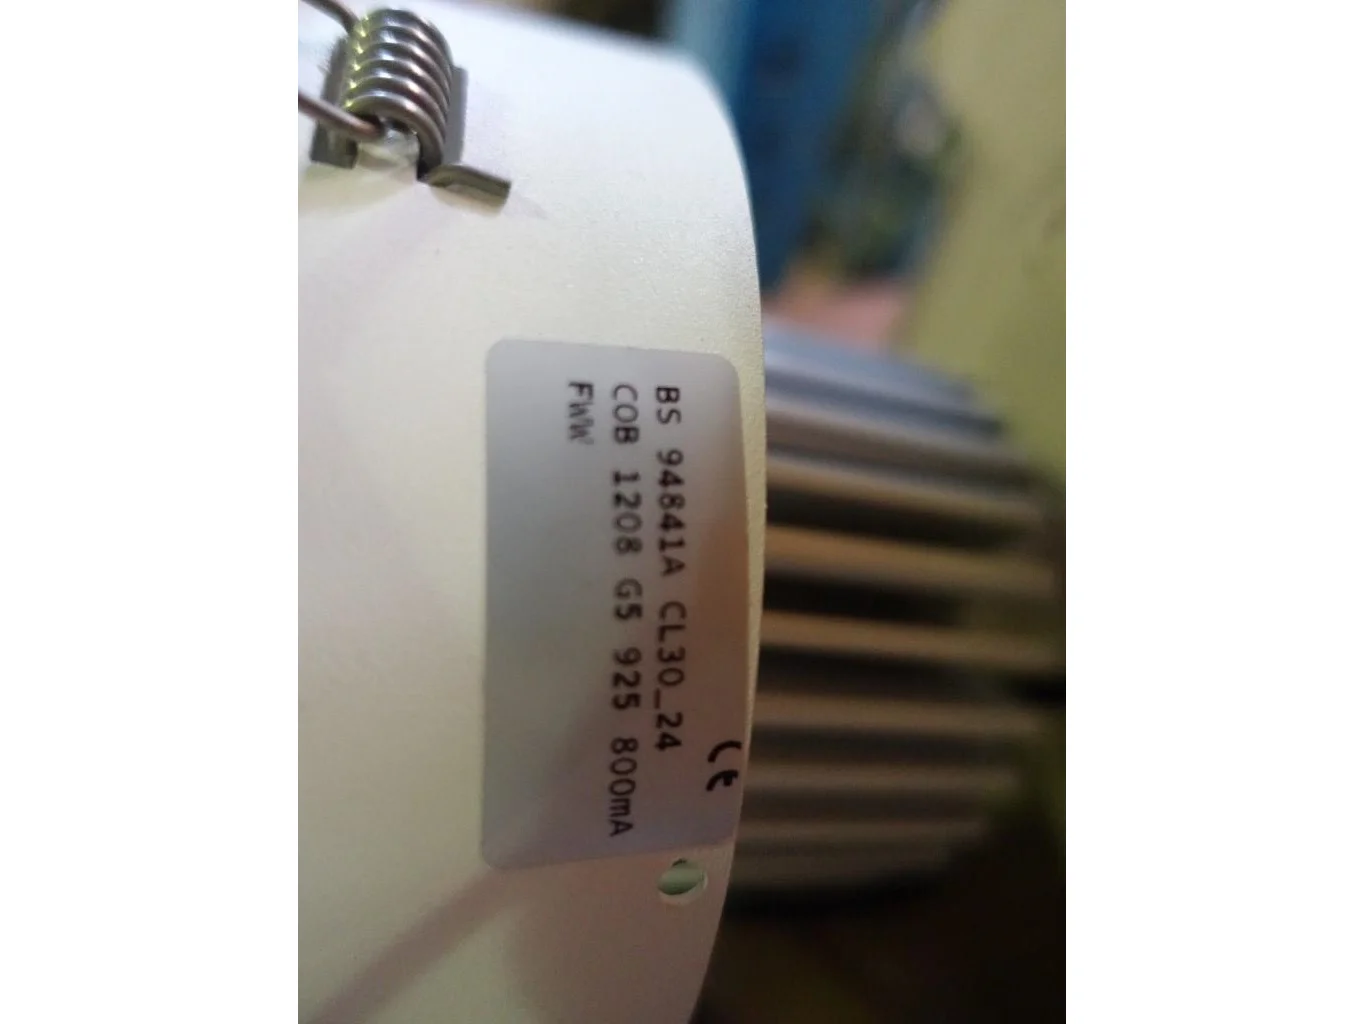 CE
BS 94841A CL30_24
COB 1208 G5 925 800mA
FWW